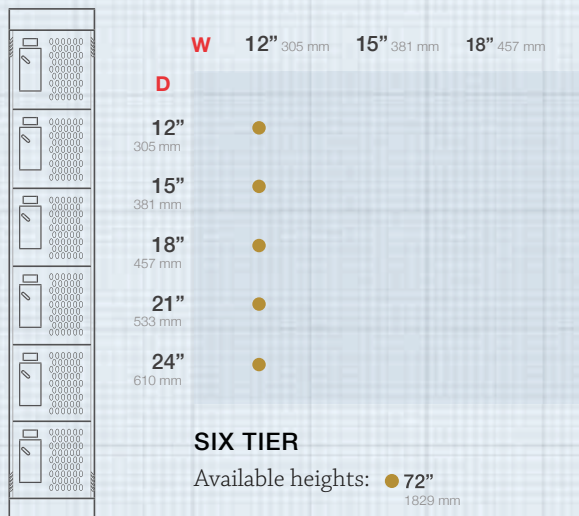 W 12” 305 mm 15” 381 mm 18” 457 mm
D
12”
305 mm
15”
381 mm
18”
457 mm
21”
533 mm
24”
610 mm
SIX TIER
Available heights: 72”
1829 mm